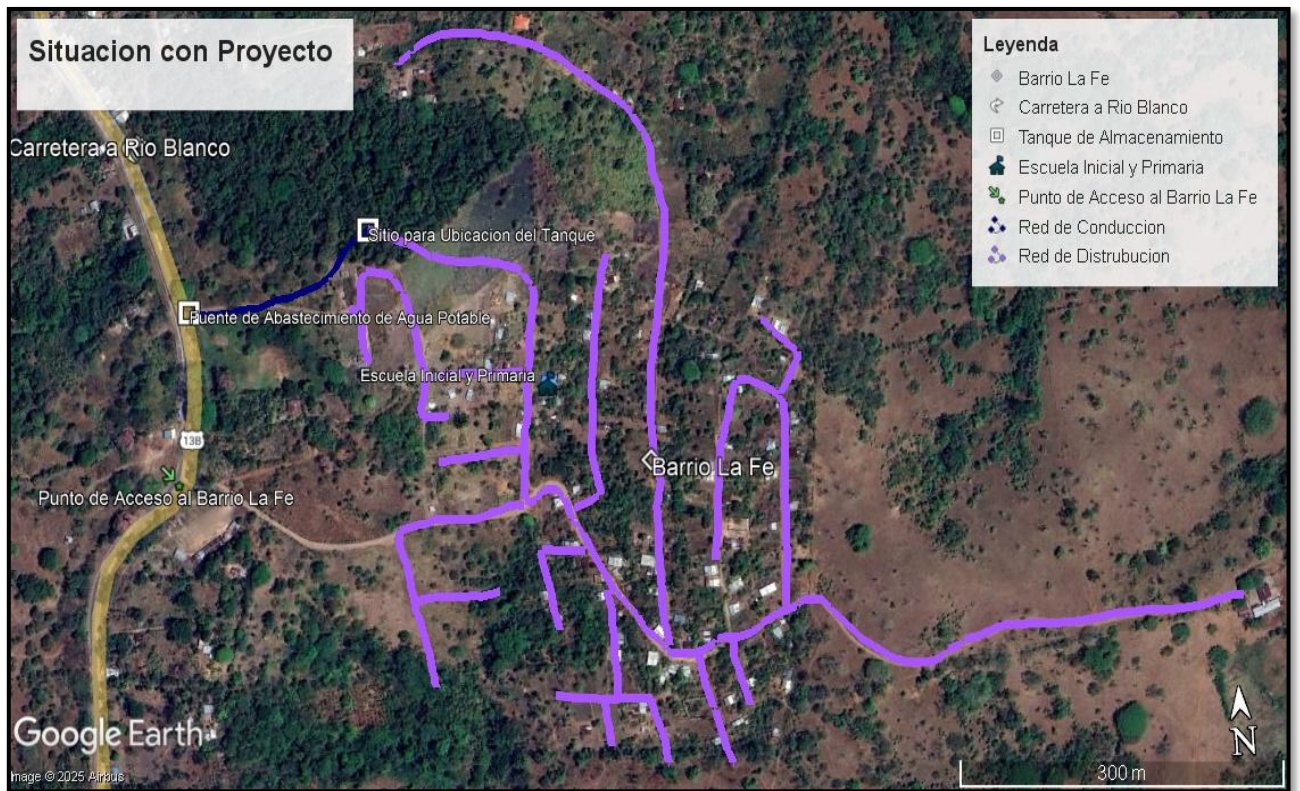 Situacion con Proyecto
Leyenda
Barrio La Fe
Carretera a Rio Blanco
Tanque de Almacenamiento
Escuela Inicial y Primaria
Punto de Acceso al Barrio La Fe
Red de Conduccion
Red de Distrubucion
Carretera a Rio Blanco
Sitio para Ubicacion del Tanque
Fuente de Abastecimiento de Agua Potable
Escuela Inicial y Primaria
13B
Barrio La Fe
Punto de Acceso al Barrio La Fe
Google Earth
Image © 2025 Airbus
N
300 m